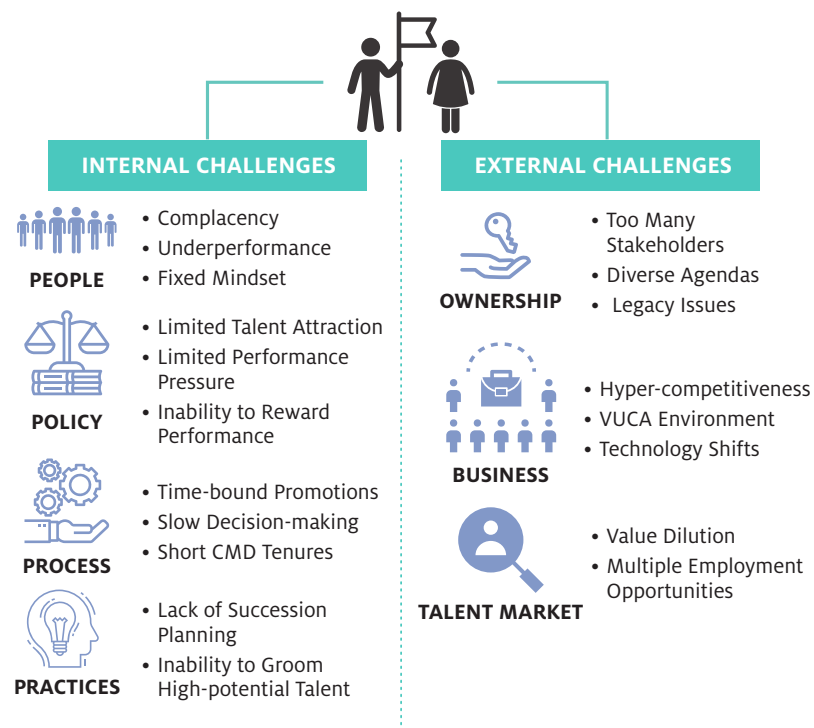 INTERNAL CHALLENGES
PEOPLE
• Complacency
• Underperformance
• Fixed Mindset
POLICY
• Limited Talent Attraction
• Limited Performance
Pressure
• Inability to Reward
Performance
PROCESS
• Time-bound Promotions
• Slow Decision-making
• Short CMD Tenures
PRACTICES
• Lack of Succession
Planning
• Inability to Groom
High-potential Talent
EXTERNAL CHALLENGES
OWNERSHIP
• Too Many
Stakeholders
• Diverse Agendas
• Legacy Issues
BUSINESS
• Hyper-competitiveness
• VUCA Environment
• Technology Shifts
TALENT MARKET
• Value Dilution
• Multiple Employment
Opportunities